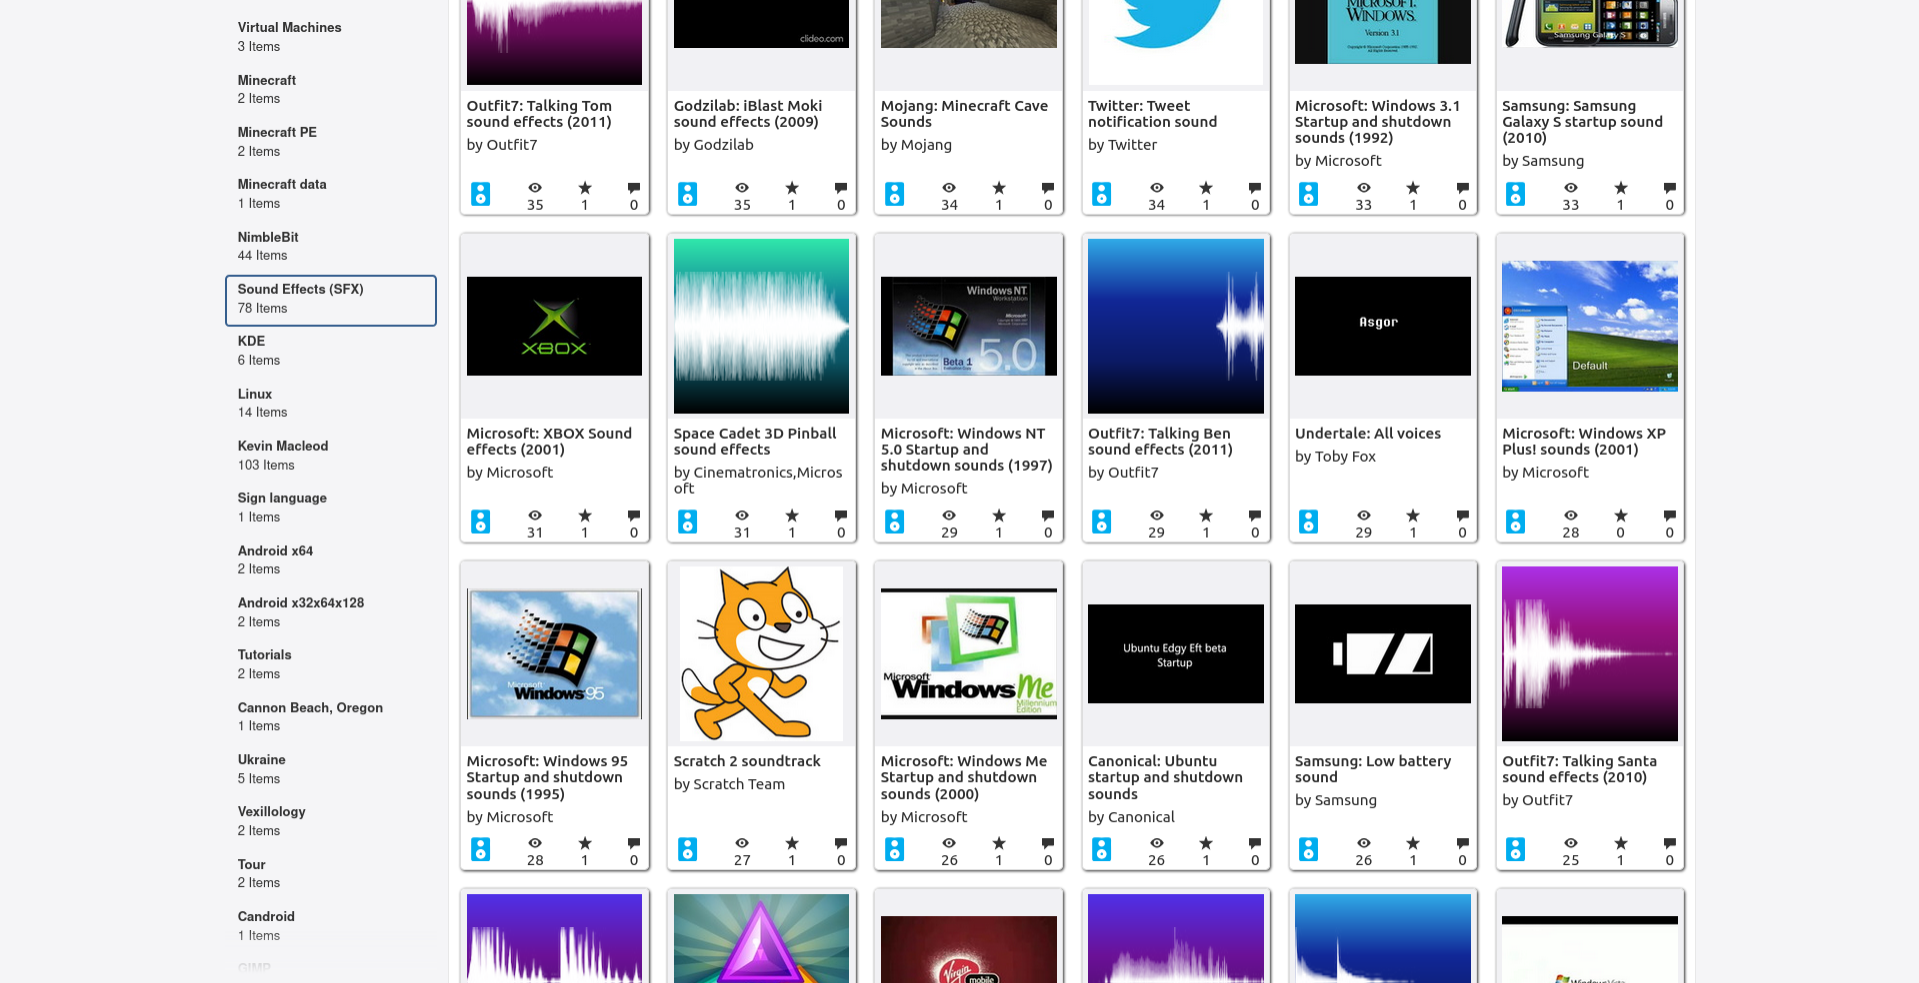 Virtual Machines
3 Items
Minecraft
2 Items
Minecraft PE
2 Items
Minecraft data
1 Items
NimbleBit
44 Items
Sound Effects (SFX)
78 Items
KDE
6 Items
Linux
14 Items
Kevin Macleod
103 Items
Sign language
1 Items
Android x64
2 Items
Android x32x64x128
2 Items
Tutorials
2 Items
Cannon Beach, Oregon
1 Items
Ukraine
5 Items
Vexillology
2 Items
Tour
2 Items
Candroid
1 Items
GIMP
Outfit7: Talking Tom
sound effects (2011)
by Outfit7
35 1 0
clideo.com
Godzilab: iBlast Moki
sound effects (2009)
by Godzilab
35 1 0
Mojang: Minecraft Cave
Sounds
by Mojang
34 1 0
Twitter: Tweet
notification sound
by Twitter
34 1 0
MICROSOFT
WINDOWS.
Version 3.1
Microsoft: Windows 3.1
Startup and shutdown
sounds (1992)
by Microsoft
33 1 0
Samsung Galaxy S
Samsung: Samsung
Galaxy S startup sound
(2010)
by Samsung
33 1 0
XBOX
Microsoft: XBOX Sound
effects (2001)
by Microsoft
31 1 0
Space Cadet 3D Pinball
sound effects
by Cinematronics,Micros
oft
31 1 0
Windows NT
Workstation
Beta 1
5.0
Microsoft: Windows NT
5.0 Startup and
shutdown sounds (1997)
by Microsoft
29 1 0
Outfit7: Talking Ben
sound effects (2011)
by Outfit7
29 1 0
Asgor
Undertale: All voices
by Toby Fox
29 1 0
Default
Microsoft: Windows XP
Plus! sounds (2001)
by Microsoft
28 0 0
Microsoft
Windows 95
Microsoft: Windows 95
Startup and shutdown
sounds (1995)
by Microsoft
28 1 0
Scratch 2 soundtrack
by Scratch Team
27 1 0
Microsoft
Windows Me
Millennium
Edition
Microsoft: Windows Me
Startup and shutdown
sounds (2000)
by Microsoft
26 1 0
Ubuntu Edgy Eft beta
Startup
Canonical: Ubuntu
startup and shutdown
sounds
by Canonical
26 1 0
Samsung: Low battery
sound
by Samsung
26 1 0
Outfit7: Talking Santa
sound effects (2010)
by Outfit7
25 1 0
Virgin
mobile
Windows Vista